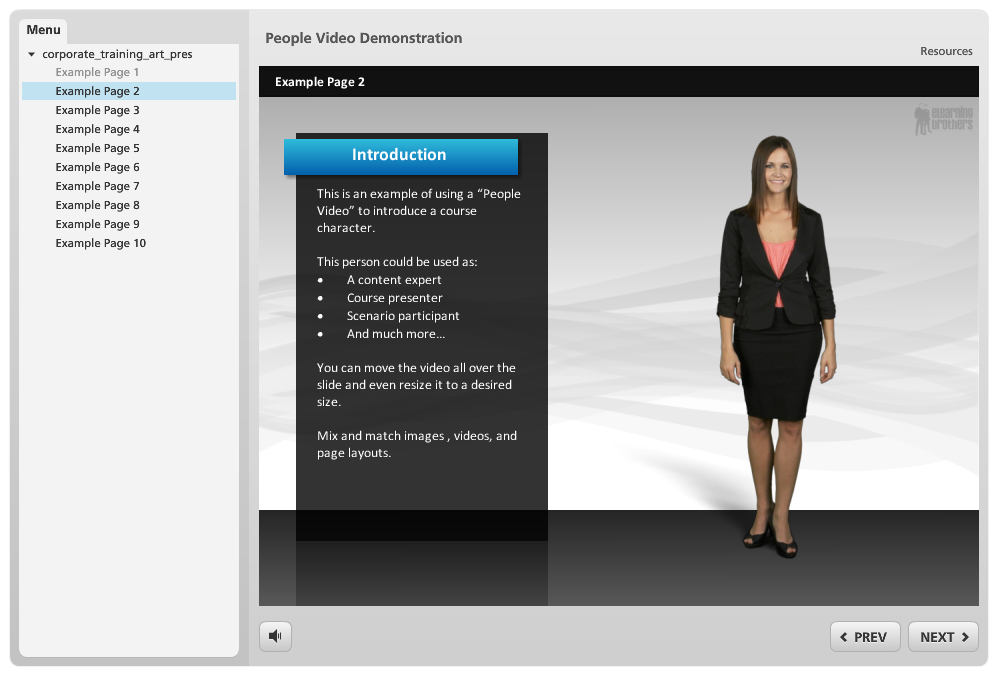 Menu
corporate_training_art_pres
Example Page 1
Example Page 2
Example Page 3
Example Page 4
Example Page 5
Example Page 6
Example Page 7
Example Page 8
Example Page 9
Example Page 10
People Video Demonstration
Resources
Example Page 2
eLearning
brothers
Introduction
This is an example of using a “People
Video” to introduce a course
character.
This person could be used as:
• A content expert
• Course presenter
• Scenario participant
• And much more…
You can move the video all over the
slide and even resize it to a desired
size.
Mix and match images , videos, and
page layouts.
PREV
NEXT